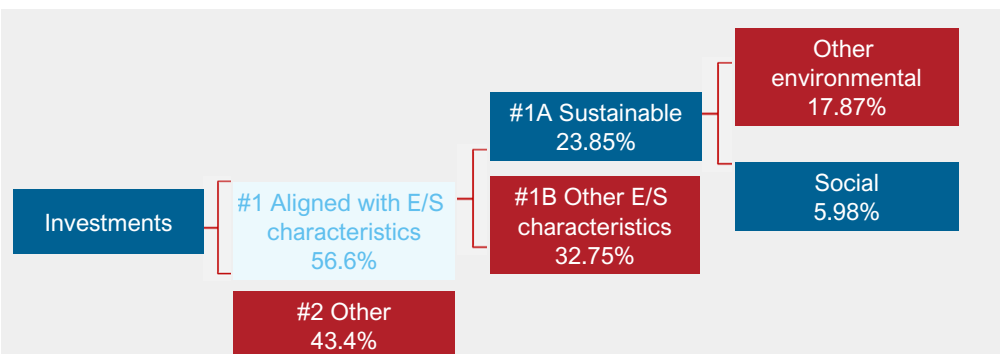 Investments
#1 Aligned with E/S
characteristics
56.6%
#2 Other
43.4%
#1A Sustainable
23.85%
#1B Other E/S
characteristics
32.75%
Other
environmental
17.87%
Social
5.98%